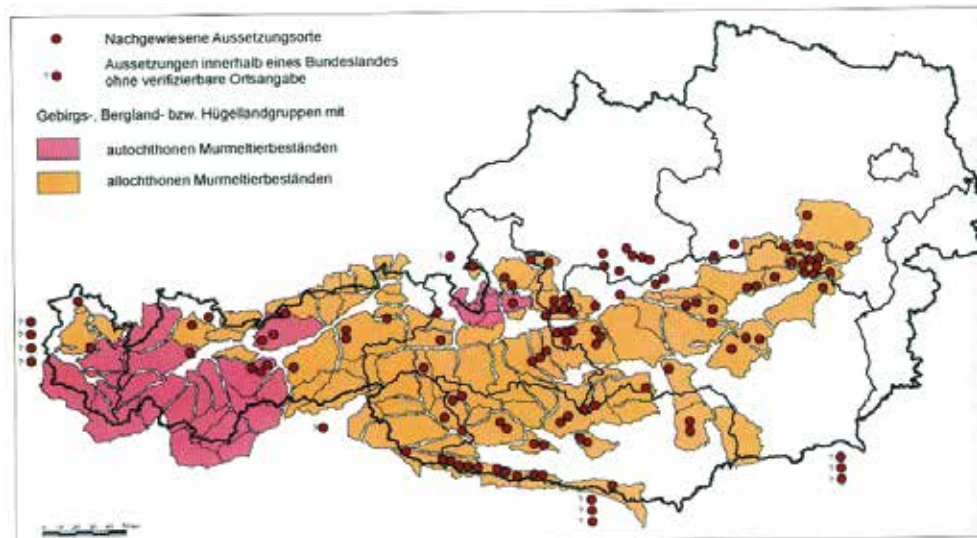 Nachgewiesene Aussetzungsorte
? Aussetzungen innerhalb eines Bundeslandes
ohne verifizierbare Ortsangabe
Gebirgs-, Bergland- bzw. Hügellandgruppen mit
autochthonen Murmeltierbeständen
allochthonen Murmeltierbeständen
?
?
?
?
?
?
?
?
?
?
?
?